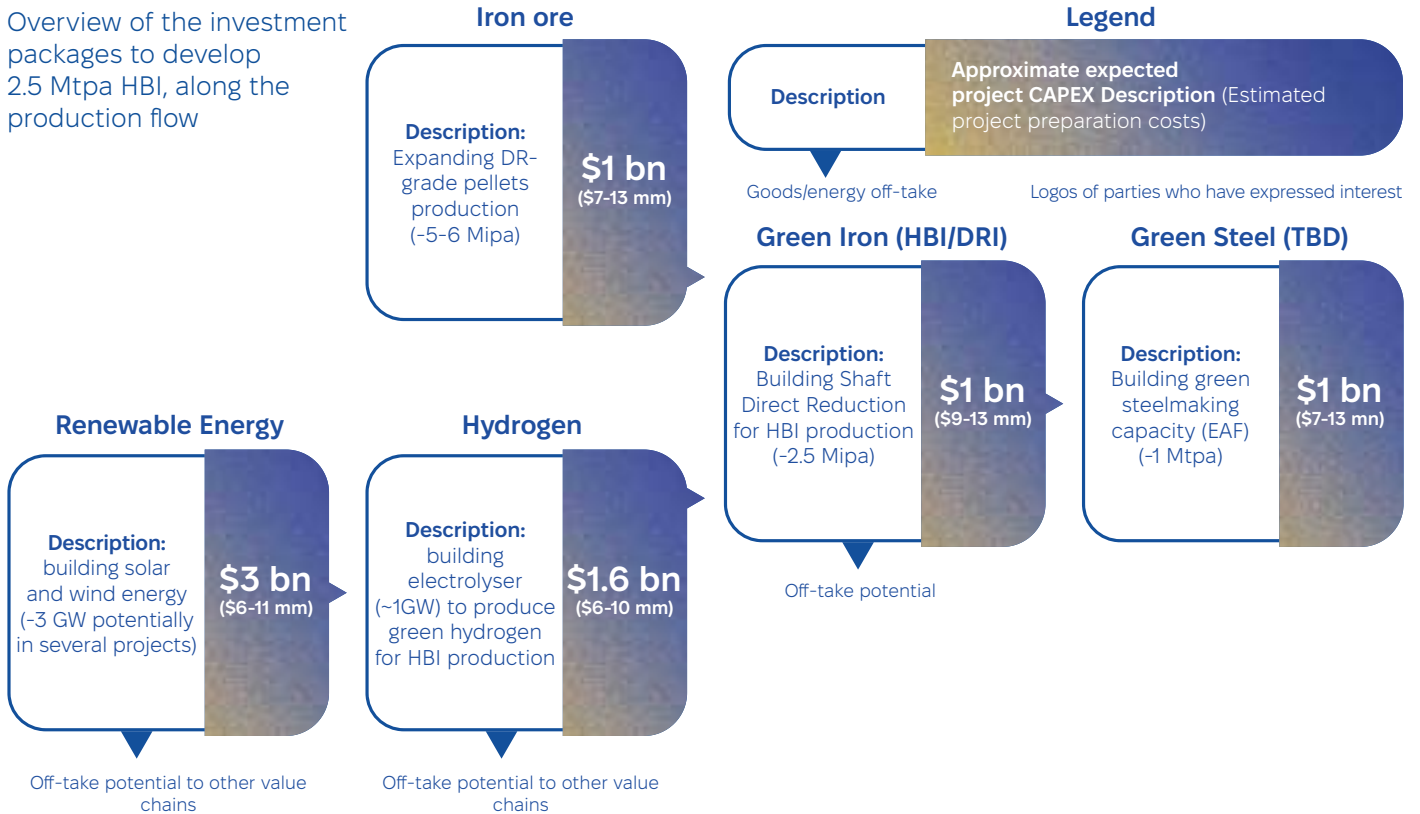 Overview of the investment
packages to develop
2.5 Mtpa HBI, along the
production flow
Iron ore
Description:
Expanding DR-
grade pellets
production
(-5-6 Mipa)
$1 bn
($7-13 mm)
Legend
Description
Approximate expected
project CAPEX Description (Estimated
project preparation costs)
Goods/energy off-take
Logos of parties who have expressed interest
Green Iron (HBI/DRI)
Description:
Building Shaft
Direct Reduction
for HBI production
(-2.5 Mipa)
$1 bn
($9-13 mm)
Off-take potential
Green Steel (TBD)
Description:
Building green
steelmaking
capacity (EAF)
(-1 Mtpa)
$1 bn
($7-13 mn)
Renewable Energy
Description:
building solar
and wind energy
(-3 GW potentially
in several projects)
$3 bn
($6-11 mm)
Off-take potential to other value
chains
Hydrogen
Description:
building
electrolyser
(~1GW) to produce
green hydrogen
for HBI production
$1.6 bn
($6-10 mm)
Off-take potential to other value
chains